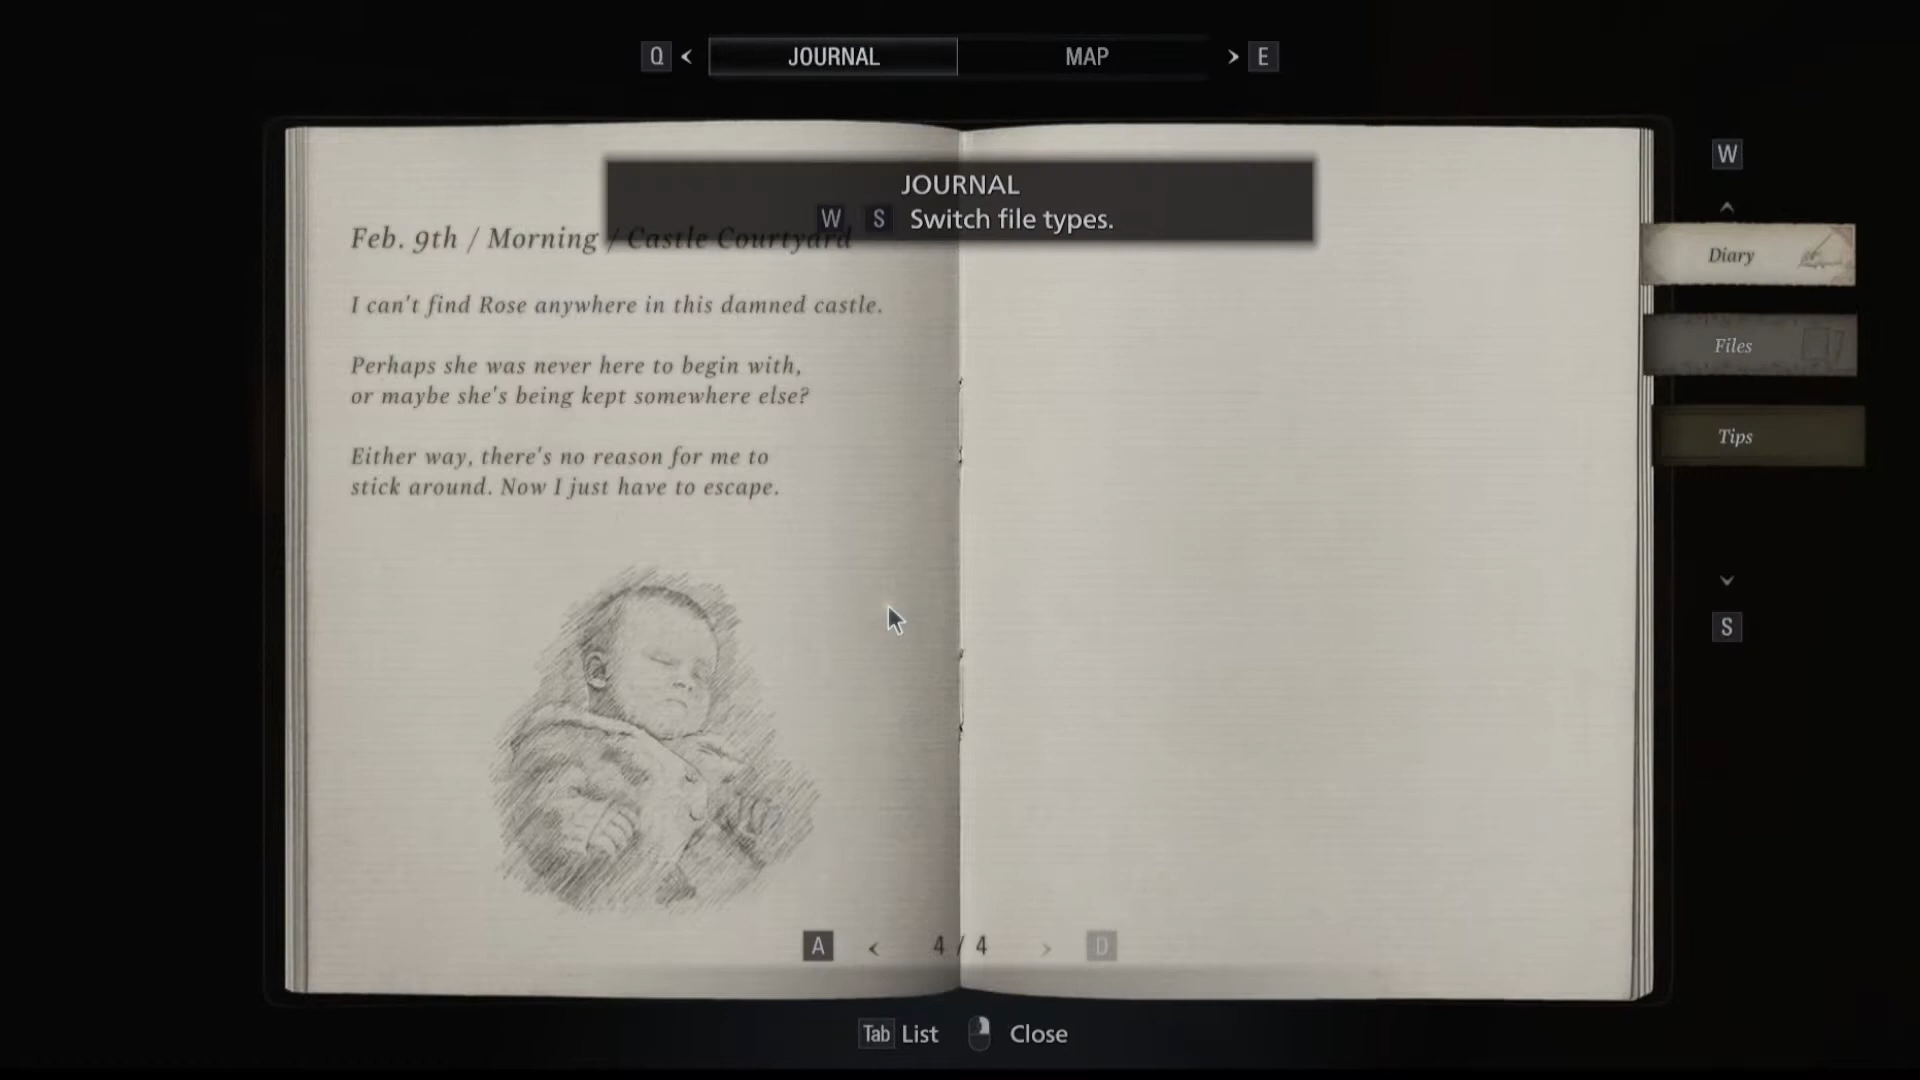 Q < JOURNAL MAP > E
JOURNAL
W S Switch file types.
Feb. 9th / Morning / Castle Courtyard
I can't find Rose anywhere in this damned castle.
Perhaps she was never here to begin with,
or maybe she's being kept somewhere else?
Either way, there's no reason for me to
stick around. Now I just have to escape.
A < 4 / 4 > D
W
Diary
Files
Tips
S
Tab List Close